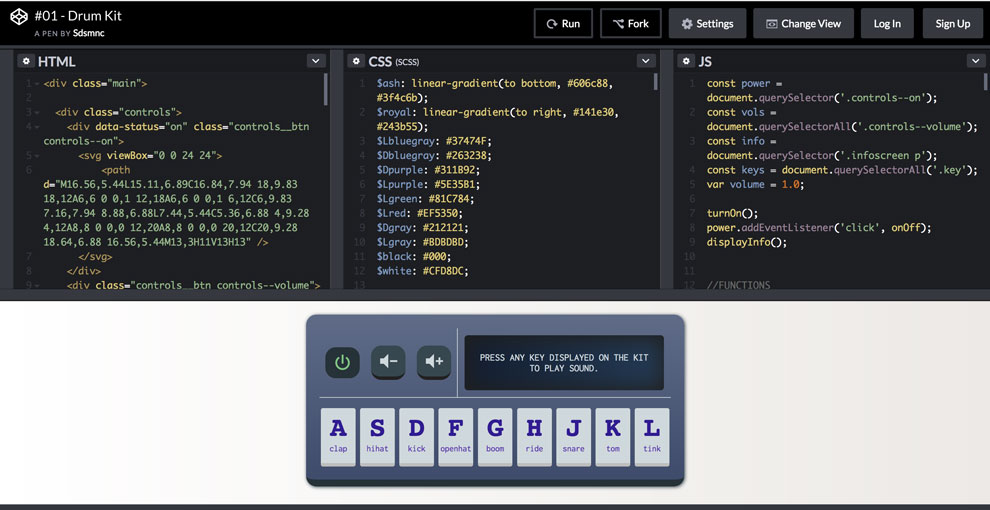 #01 - Drum Kit
A PEN BY Sdsmnc
Run
Fork
Settings
Change View
Log In
Sign Up
HTML
1 <div class="main">
2
3 <div class="controls">
4 <div data-status="on" class="controls__btn
controls--on">
5 <svg viewBox="0 0 24 24">
6 <path
d="M16.56,5.44L15.11,6.89C16.84,7.94 18,9.83
18,12A6,6 0 0,1 12,18A6,6 0 0,1 6,12C6,9.83
7.16,7.94 8.88,6.88L7.44,5.44C5.36,6.88 4,9.28
4,12A8,8 0 0,0 12,20A8,8 0 0,0 20,12C20,9.28
18.64,6.88 16.56,5.44M13,3H11V13H13" />
7 </svg>
8 </div>
9 <div class="controls__btn controls--volume">
CSS (SCSS)
1 $ash: linear-gradient(to bottom, #606c88,
#3f4c6b);
2 $royal: linear-gradient(to right, #141e30,
#243b55);
3 $Lbluegray: #37474F;
4 $Dbluegray: #263238;
5 $Dpurple: #311B92;
6 $Lpurple: #5E35B1;
7 $Lgreen: #81C784;
8 $Lred: #EF5350;
9 $Dgray: #212121;
10 $Lgray: #BDBDBD;
11 $black: #000;
12 $white: #CFD8DC;
13
JS
1 const power =
document.querySelector('.controls--on');
2 const vols =
document.querySelectorAll('.controls--volume');
3 const info =
document.querySelector('.infoscreen p');
4 const keys = document.querySelectorAll('.key');
5 var volume = 1.0;
6
7 turnOn();
8 power.addEventListener('click', onOff);
9 displayInfo();
10
11
12 //FUNCTIONS
PRESS ANY KEY DISPLAYED ON THE KIT
TO PLAY SOUND.
A S D F G H J K L
clap hihat kick openhat boom ride snare tom tink